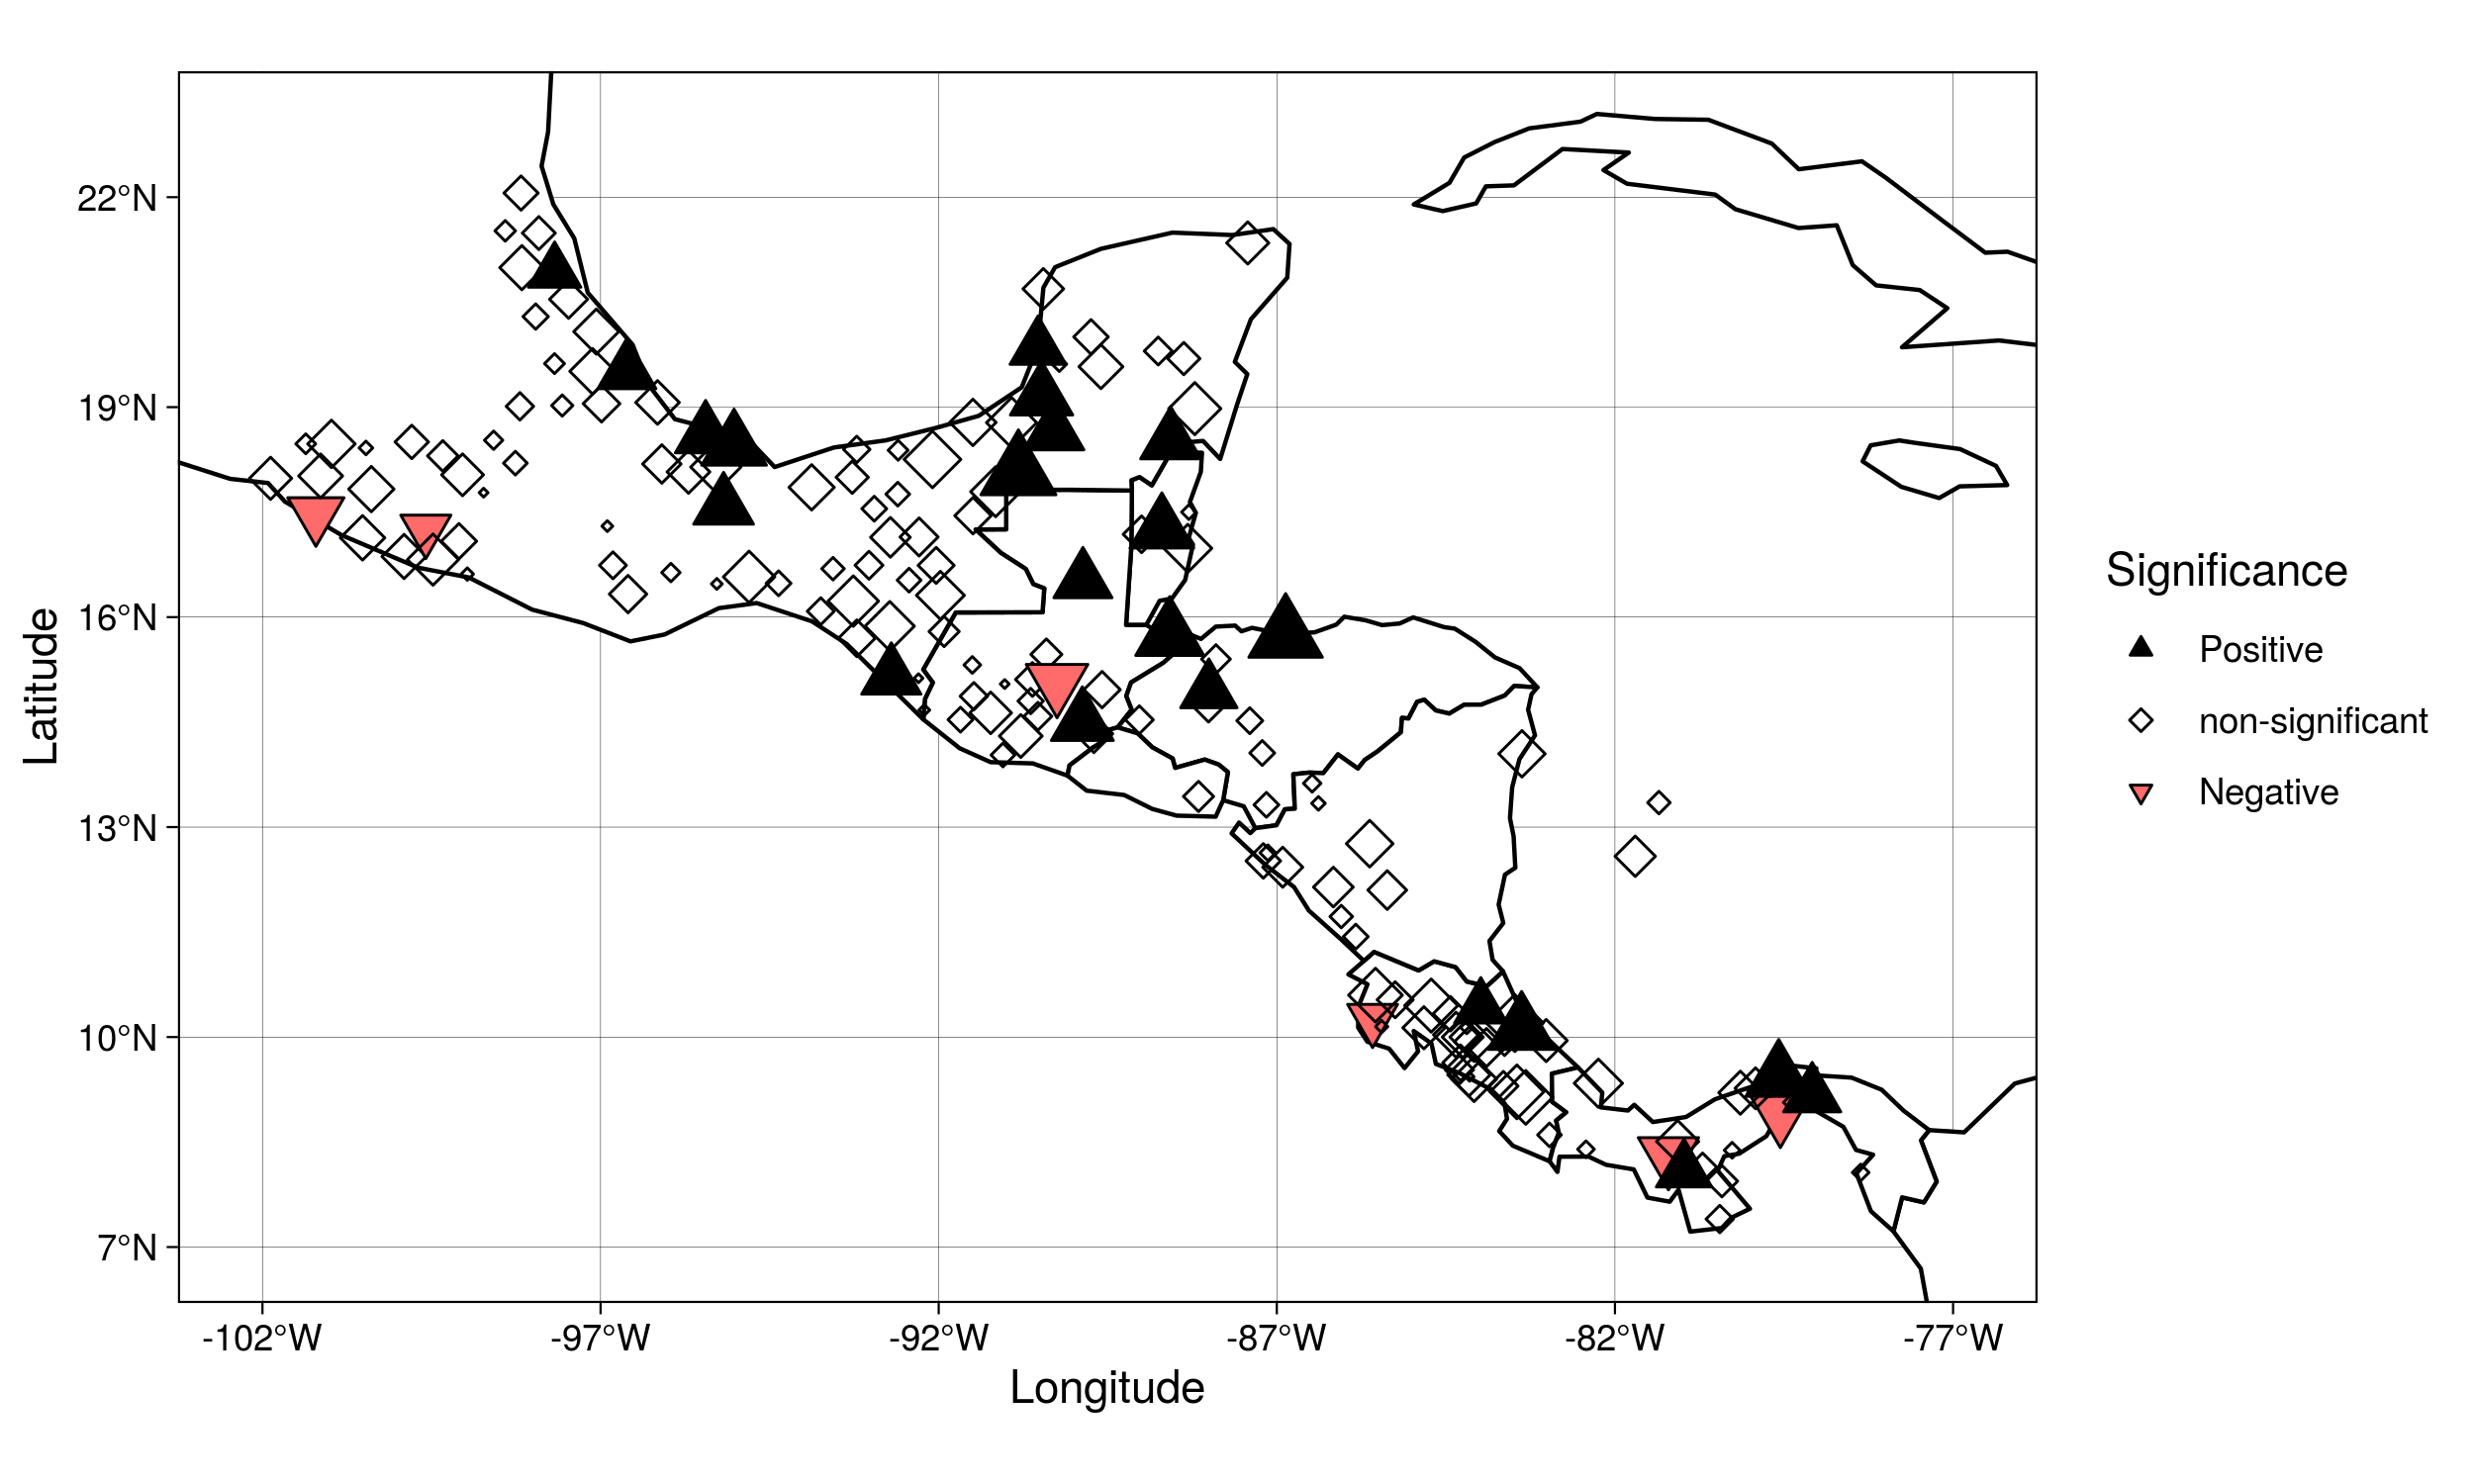 22°N
19°N
16°N
13°N
10°N
7°N
Latitude
-102°W
-97°W
-92°W
-87°W
-82°W
-77°W
Longitude
Significance
Positive
non-significant
Negative